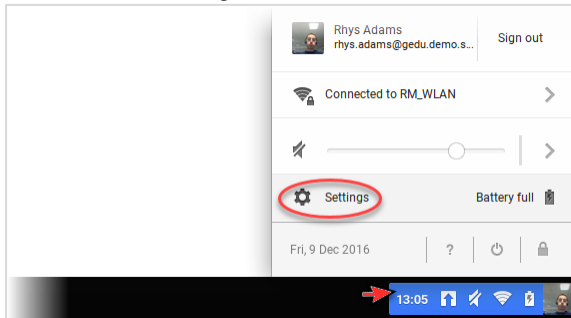 Rhys Adams
rhys.adams@gedu.demo.s...
Sign out
Connected to RM_WLAN
Settings
Battery full
Fri, 9 Dec 2016
?
13:05